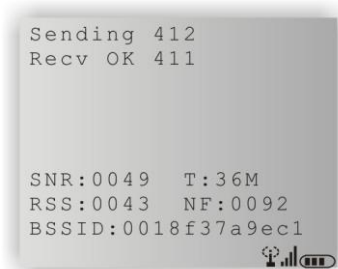 Sending 412
Recv OK 411
SNR:0049 T:36M
RSS:0043 NF:0092
BSSID:0018f37a9ec1